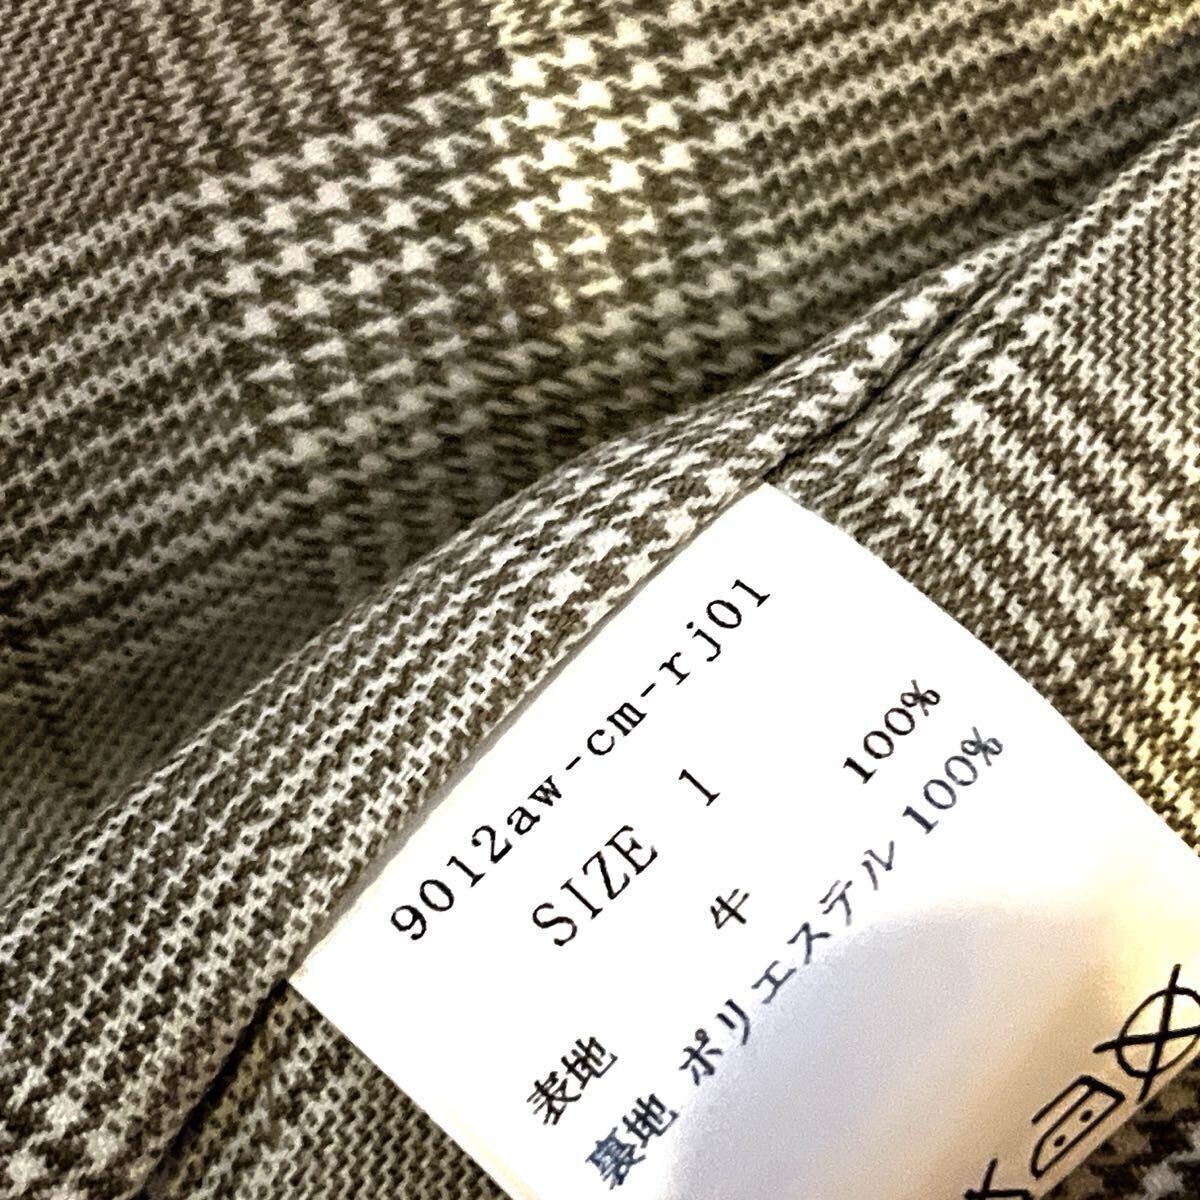 9012aw-cm-rj01
SIZE 1
表地 牛 100%
裏地 ポリエステル 100%